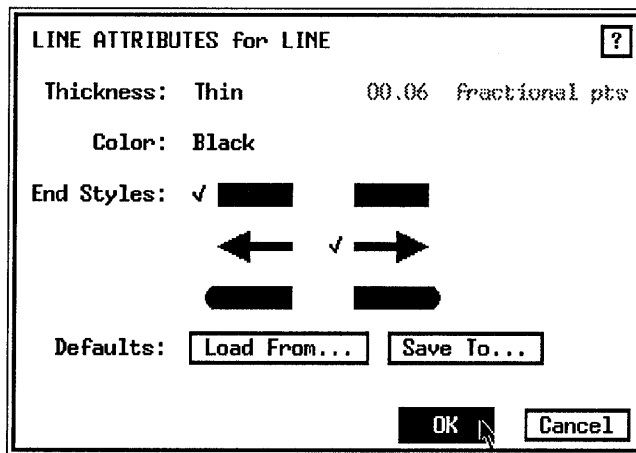 LINE ATTRIBUTES for LINE ?
Thickness: Thin 00.06 fractional pts
Color: Black
End Styles: √ 
√
Defaults: Load From... Save To...
OK Cancel